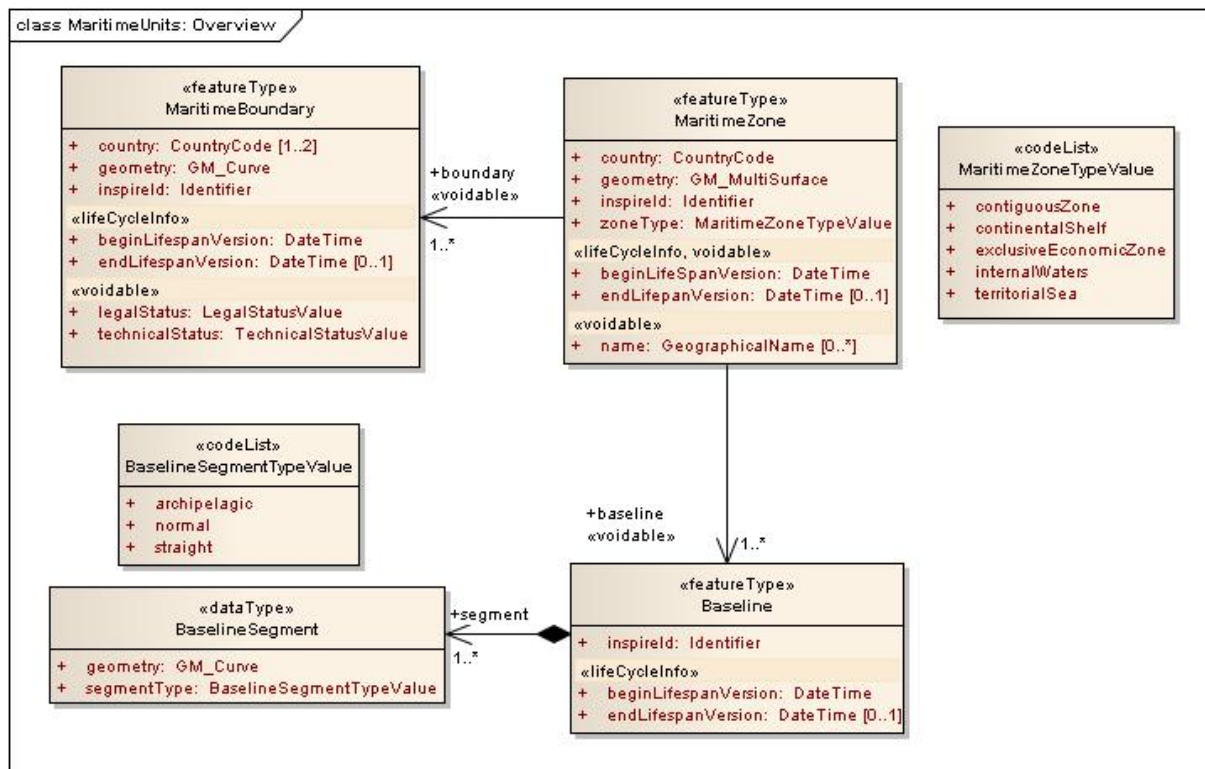 class MaritimeUnits: Overview
«featureType»
MaritimeBoundary
+ country: CountryCode [1..2]
+ geometry: GM_Curve
+ inspireId: Identifier
«lifeCycleInfo»
+ beginLifespanVersion: DateTime
+ endLifespanVersion: DateTime [0..1]
«voidable»
+ legalStatus: LegalStatusValue
+ technicalStatus: TechnicalStatusValue
+boundary
«voidable»
1..*
«featureType»
MaritimeZone
+ country: CountryCode
+ geometry: GM_MultiSurface
+ inspireId: Identifier
+ zoneType: MaritimeZoneTypeValue
«lifeCycleInfo, voidable»
+ beginLifeSpanVersion: DateTime
+ endLifepanVersion: DateTime [0..1]
«voidable»
+ name: GeographicalName [0..*]
«codeList»
MaritimeZoneTypeValue
+ contiguousZone
+ continentalShelf
+ exclusiveEconomicZone
+ internalWaters
+ territorialSea
«codeList»
BaselineSegmentTypeValue
+ archipelagic
+ normal
+ straight
+baseline
«voidable»
1..*
«dataType»
BaselineSegment
+ geometry: GM_Curve
+ segmentType: BaselineSegmentTypeValue
+segment
1..*
«featureType»
Baseline
+ inspireId: Identifier
«lifeCycleInfo»
+ beginLifespanVersion: DateTime
+ endLifespanVersion: DateTime [0..1]